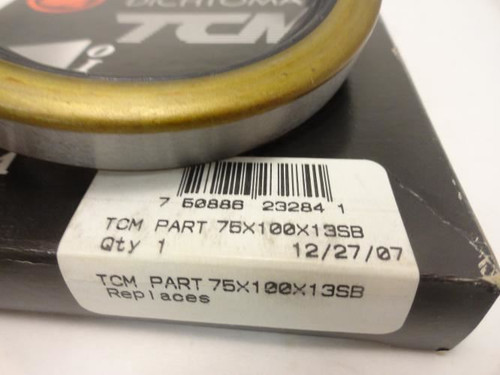 DICHTOMA
TCM
7 50886 23284 1
TCM PART 75X100X13SB
Qty 1 12/27/07
TCM PART 75X100X13SB
Replaces